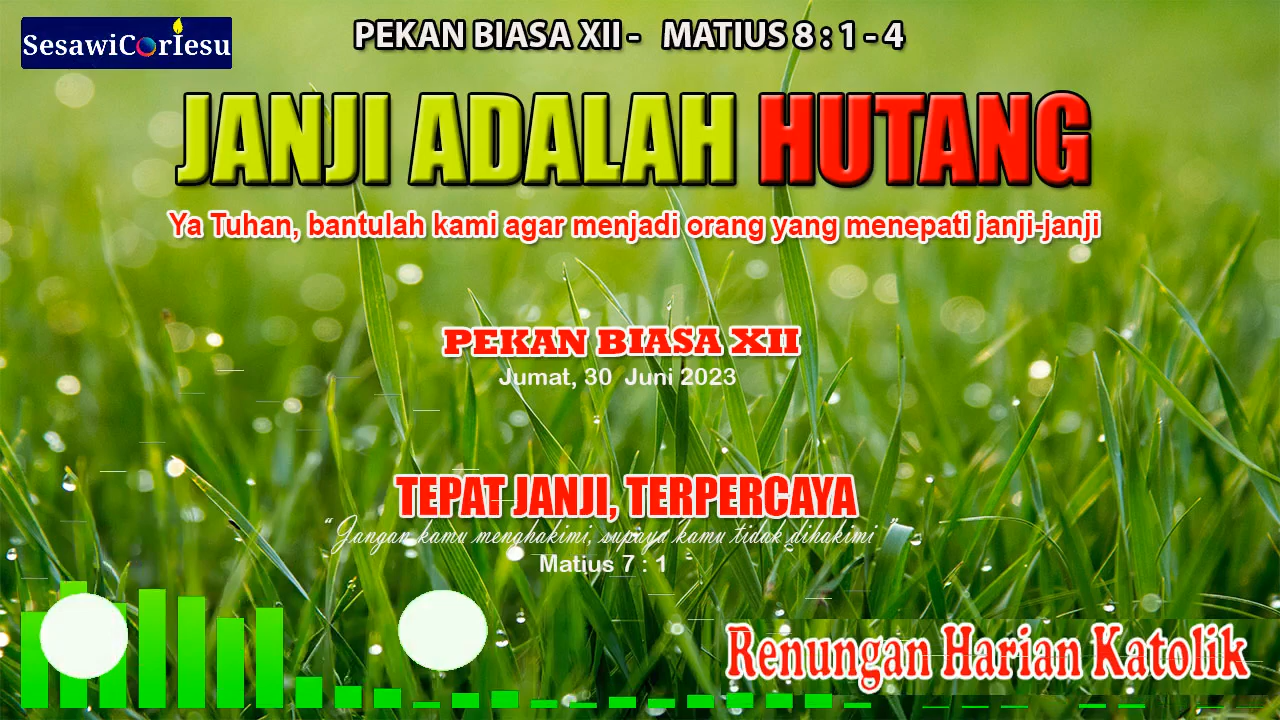 SesawiCorIesu
PEKAN BIASA XII - MATIUS 8 : 1 - 4
JANJI ADALAH HUTANG
Ya Tuhan, bantulah kami agar menjadi orang yang menepati janji-janji
PEKAN BIASA XII
Jumat, 30 Juni 2023
TEPAT JANJI, TERPERCAYA
“ Jangan kamu menghakimi, supaya kamu tidak dihakimi ”
Matius 7 : 1
Renungan Harian Katolik